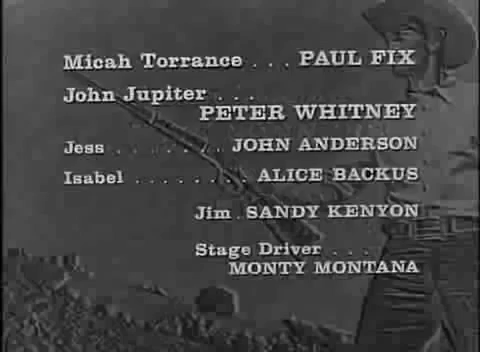 Micah Torrance . . . PAUL FIX
John Jupiter . . .
PETER WHITNEY
Jess . . . . . . . JOHN ANDERSON
Isabel . . . . . . . . ALICE BACKUS
Jim . SANDY KENYON
Stage Driver . . .
MONTY MONTANA